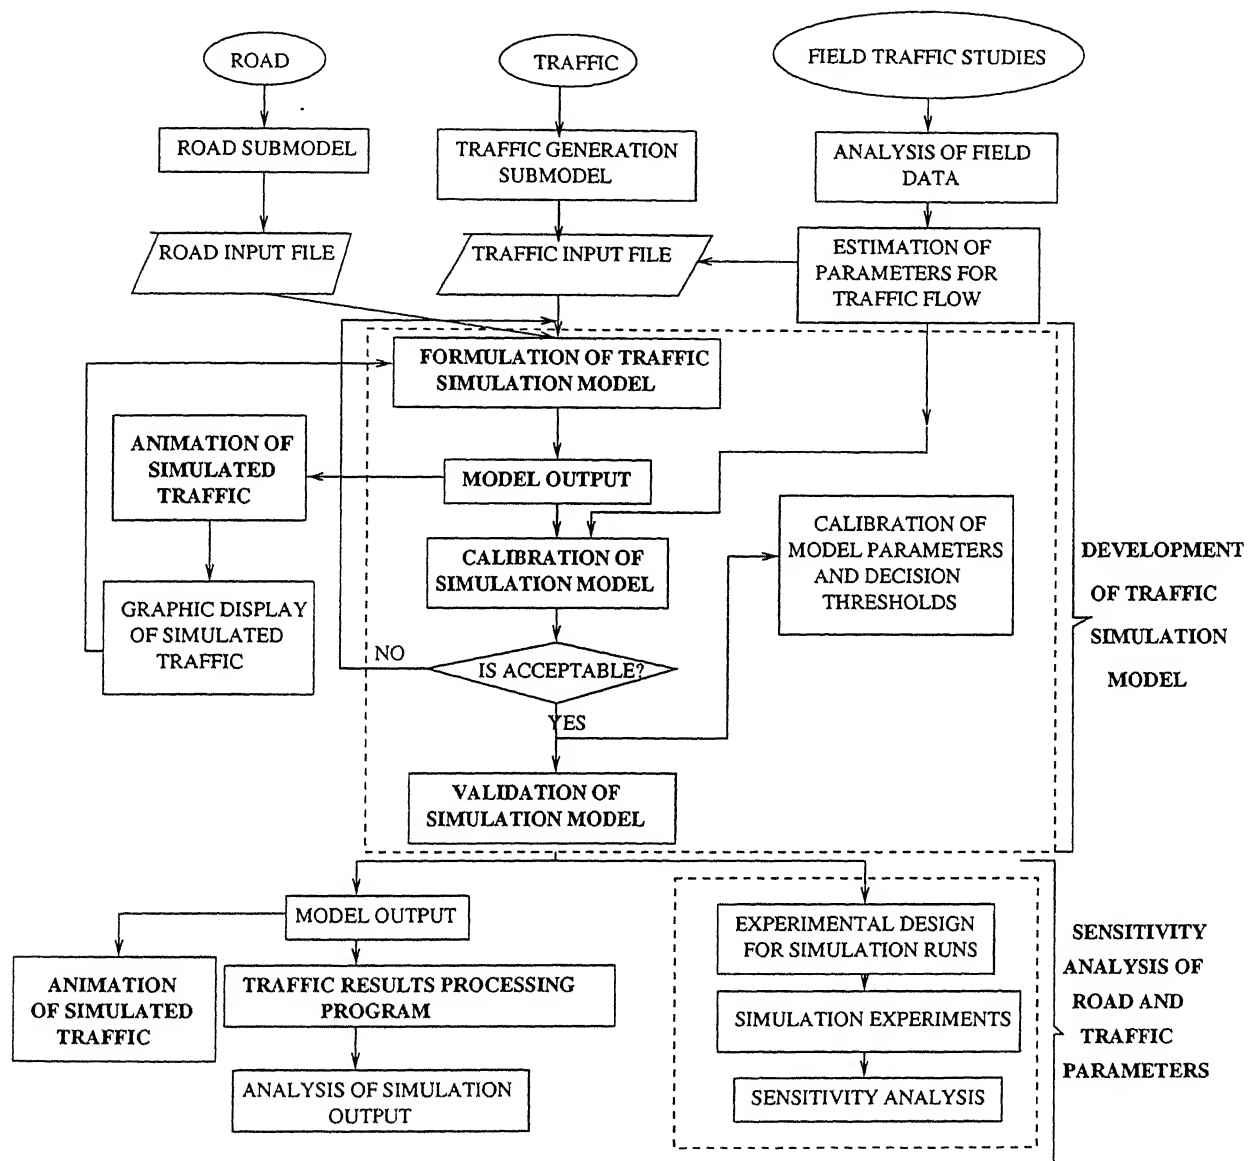 ROAD
TRAFFIC
FIELD TRAFFIC STUDIES
ROAD SUBMODEL
TRAFFIC GENERATION
SUBMODEL
ANALYSIS OF FIELD
DATA
ROAD INPUT FILE
TRAFFIC INPUT FILE
ESTIMATION OF
PARAMETERS FOR
TRAFFIC FLOW
FORMULATION OF TRAFFIC
SIMULATION MODEL
ANIMATION OF
SIMULATED
TRAFFIC
MODEL OUTPUT
CALIBRATION OF
SIMULATION MODEL
CALIBRATION OF
MODEL PARAMETERS
AND DECISION
THRESHOLDS
DEVELOPMENT
OF TRAFFIC
SIMULATION
MODEL
GRAPHIC DISPLAY
OF SIMULATED
TRAFFIC
NO
IS ACCEPTABLE?
YES
VALIDATION OF
SIMULATION MODEL
MODEL OUTPUT
EXPERIMENTAL DESIGN
FOR SIMULATION RUNS
SENSITIVITY
ANALYSIS OF
ROAD AND
TRAFFIC
PARAMETERS
ANIMATION
OF SIMULATED
TRAFFIC
TRAFFIC RESULTS PROCESSING
PROGRAM
SIMULATION EXPERIMENTS
ANALYSIS OF SIMULATION
OUTPUT
SENSITIVITY ANALYSIS